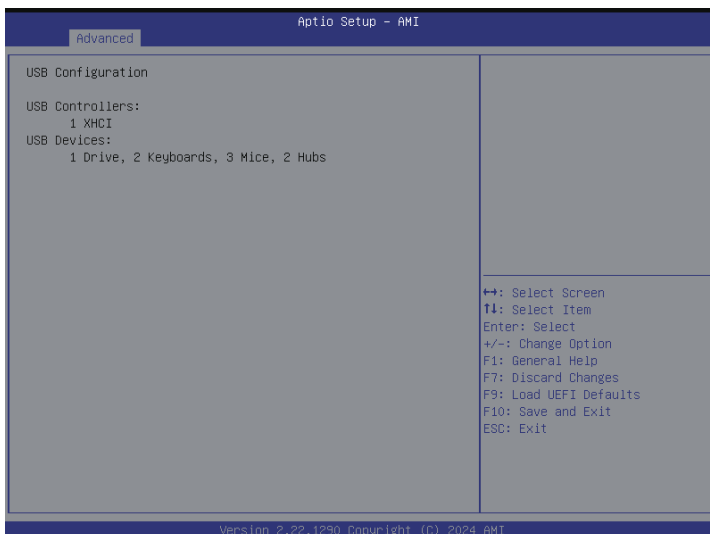 Aptio Setup – AMI
Advanced
USB Configuration
USB Controllers:
1 XHCI
USB Devices:
1 Drive, 2 Keyboards, 3 Mice, 2 Hubs
↔: Select Screen
↑↓: Select Item
Enter: Select
+/-: Change Option
F1: General Help
F7: Discard Changes
F9: Load UEFI Defaults
F10: Save and Exit
ESC: Exit
Version 2.22.1290 Copyright (C) 2024 AMI